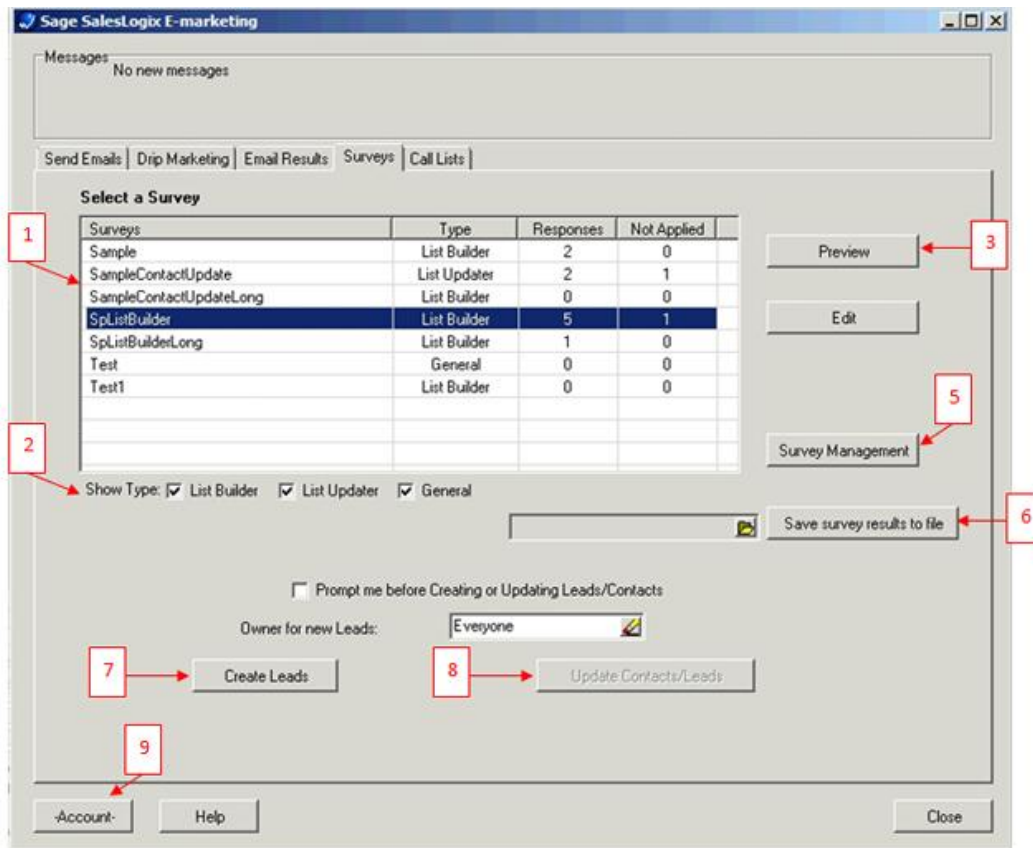 Sage SalesLogix E-marketing
Messages
No new messages
Send Emails Drip Marketing Email Results Surveys Call Lists
Select a Survey
1
Surveys Type Responses Not Applied
Sample List Builder 2 0
Preview
3
SampleContactUpdate List Updater 2 1
SampleContactUpdateLong List Builder 0 0
SpListBuilder List Builder 5 1
Edit
SpListBuilderLong List Builder 1 0
Test General 0 0
Test1 List Builder 0 0
5
2
Survey Management
Show Type: List Builder List Updater General
Save survey results to file
6
Prompt me before Creating or Updating Leads/Contacts
Owner for new Leads: Everyone
7
Create Leads
8
Update Contacts/Leads
9
-Account- Help Close